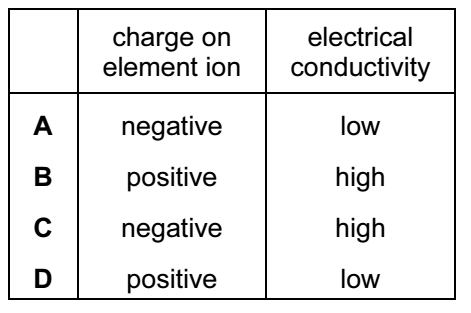 charge on element ion electrical conductivity
A negative low
B positive high
C negative high
D positive low